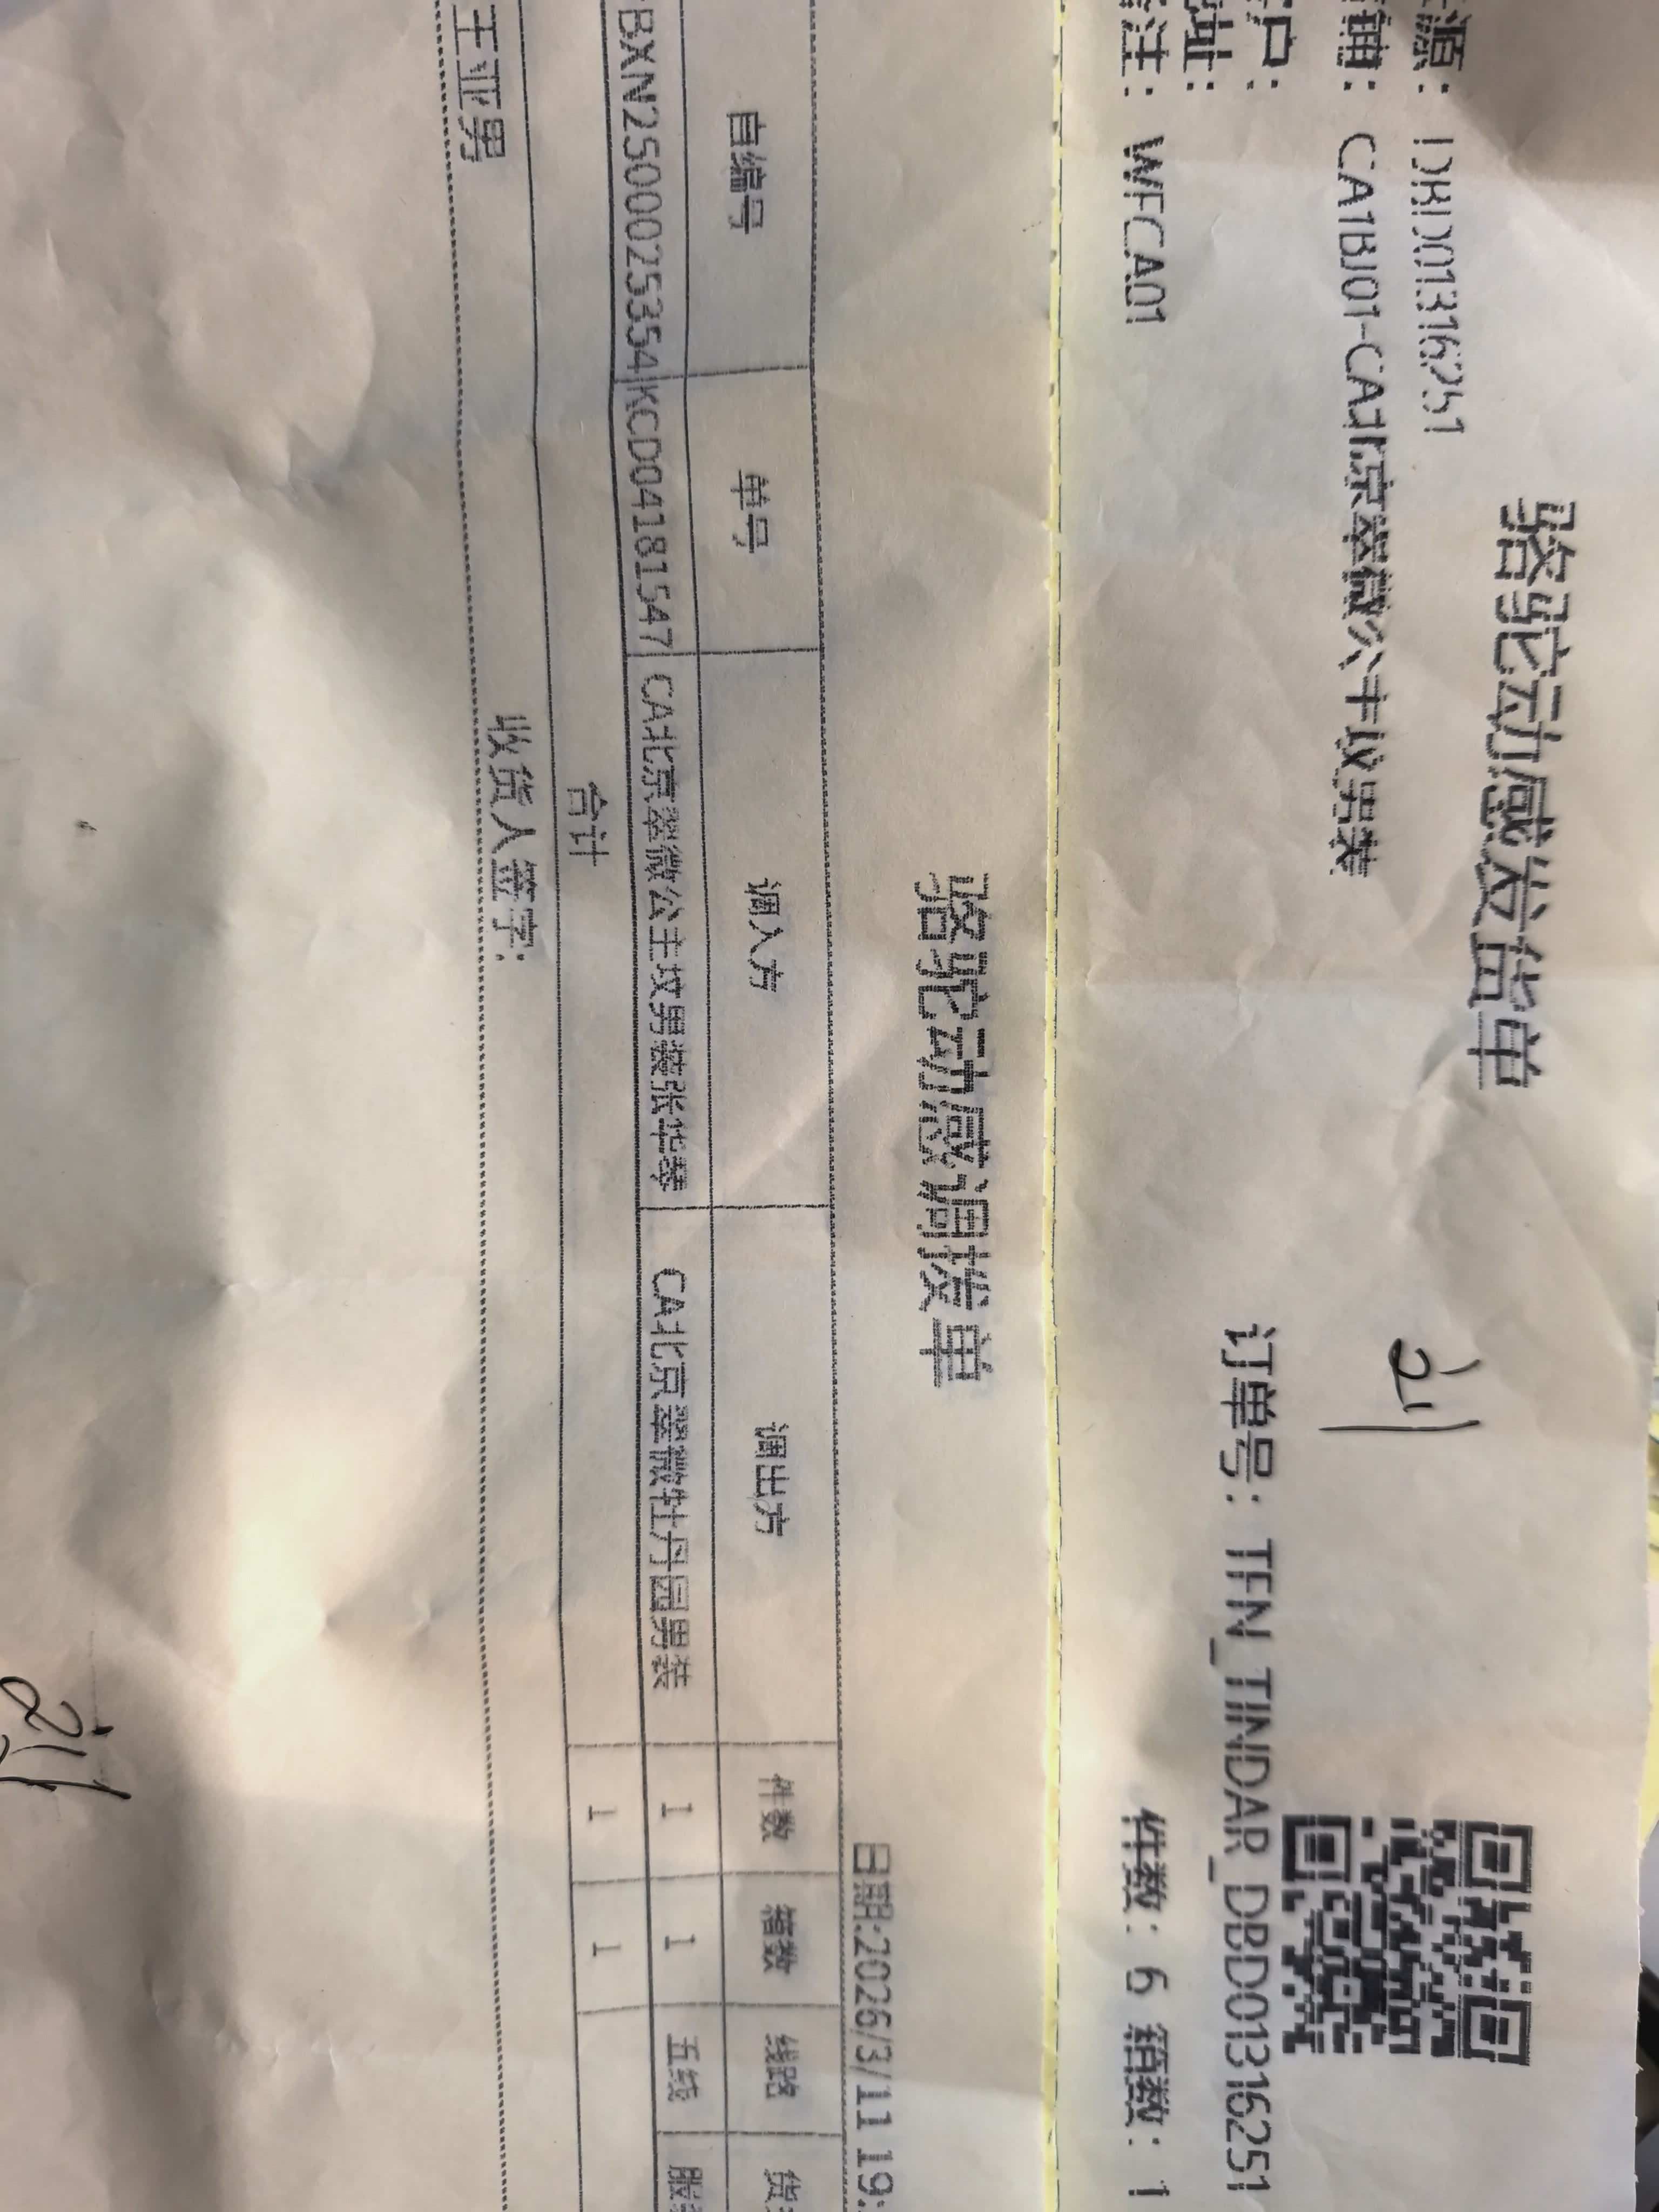 骆驼动感发货单
源: DBD01316251
铺: CA1BJ01-CA北京翠微公主坟男装
户:
订单号: TFN_TINDAR_DBD01316251
址:
注: WFCA01
件数: 6 箱数: 1
骆驼动感调拨单
日期:2026/3/11 19:
自编号 单号 调入方 调出方 件数 箱数 线路 货
BXN2500025354 KCD04181547 CA北京翠微公主坟男装张华琴 CA北京翠微牡丹园男装 1 1 五线 服
合计 1 1
王亚男 收货人签字: